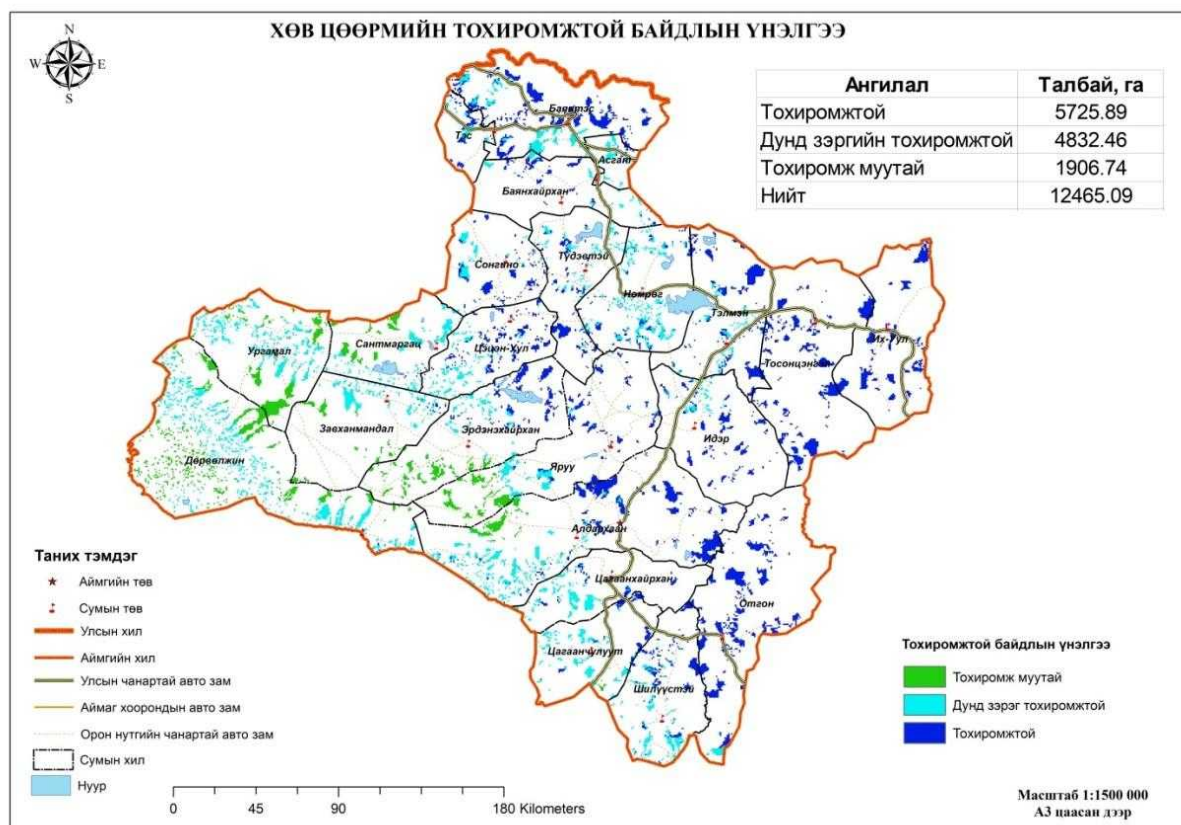 ХӨВ ЦӨӨРМИЙН ТОХИРОМЖТОЙ БАЙДЛЫН ҮНЭЛГЭЭ
N
W E
S
Ангилал Талбай, га
Тохиромжтой 5725.89
Дунд зэргийн тохиромжтой 4832.46
Тохиромж муутай 1906.74
Нийт 12465.09
Баянтэс
Тэс
Асгат
Баянхайрхан
Сонгино
Түдэвтэй
Нөмрөг
Тэлмэн
Их-Уул
Тосонцэнгэл
Ургамал
Сантмаргац
Цэцэн-Уул
Завханмандал
Эрдэнэхайрхан
Идэр
Дөрвөлжин
Яруу
Алдархаан
Цагаанхайрхан
Отгон
Цагаанчулуут
Шилүүстэй
Таних тэмдэг
Аймгийн төв
Сумын төв
Улсын хил
Аймгийн хил
Улсын чанартай авто зам
Аймаг хоорондын авто зам
Орон нутгийн чанартай авто зам
Сумын хил
Нуур
0 45 90 180 Kilometers
Тохиромжтой байдлын үнэлгээ
Тохиромж муутай
Дунд зэрэг тохиромжтой
Тохиромжтой
Масштаб 1:1500 000
А3 цаасан дээр